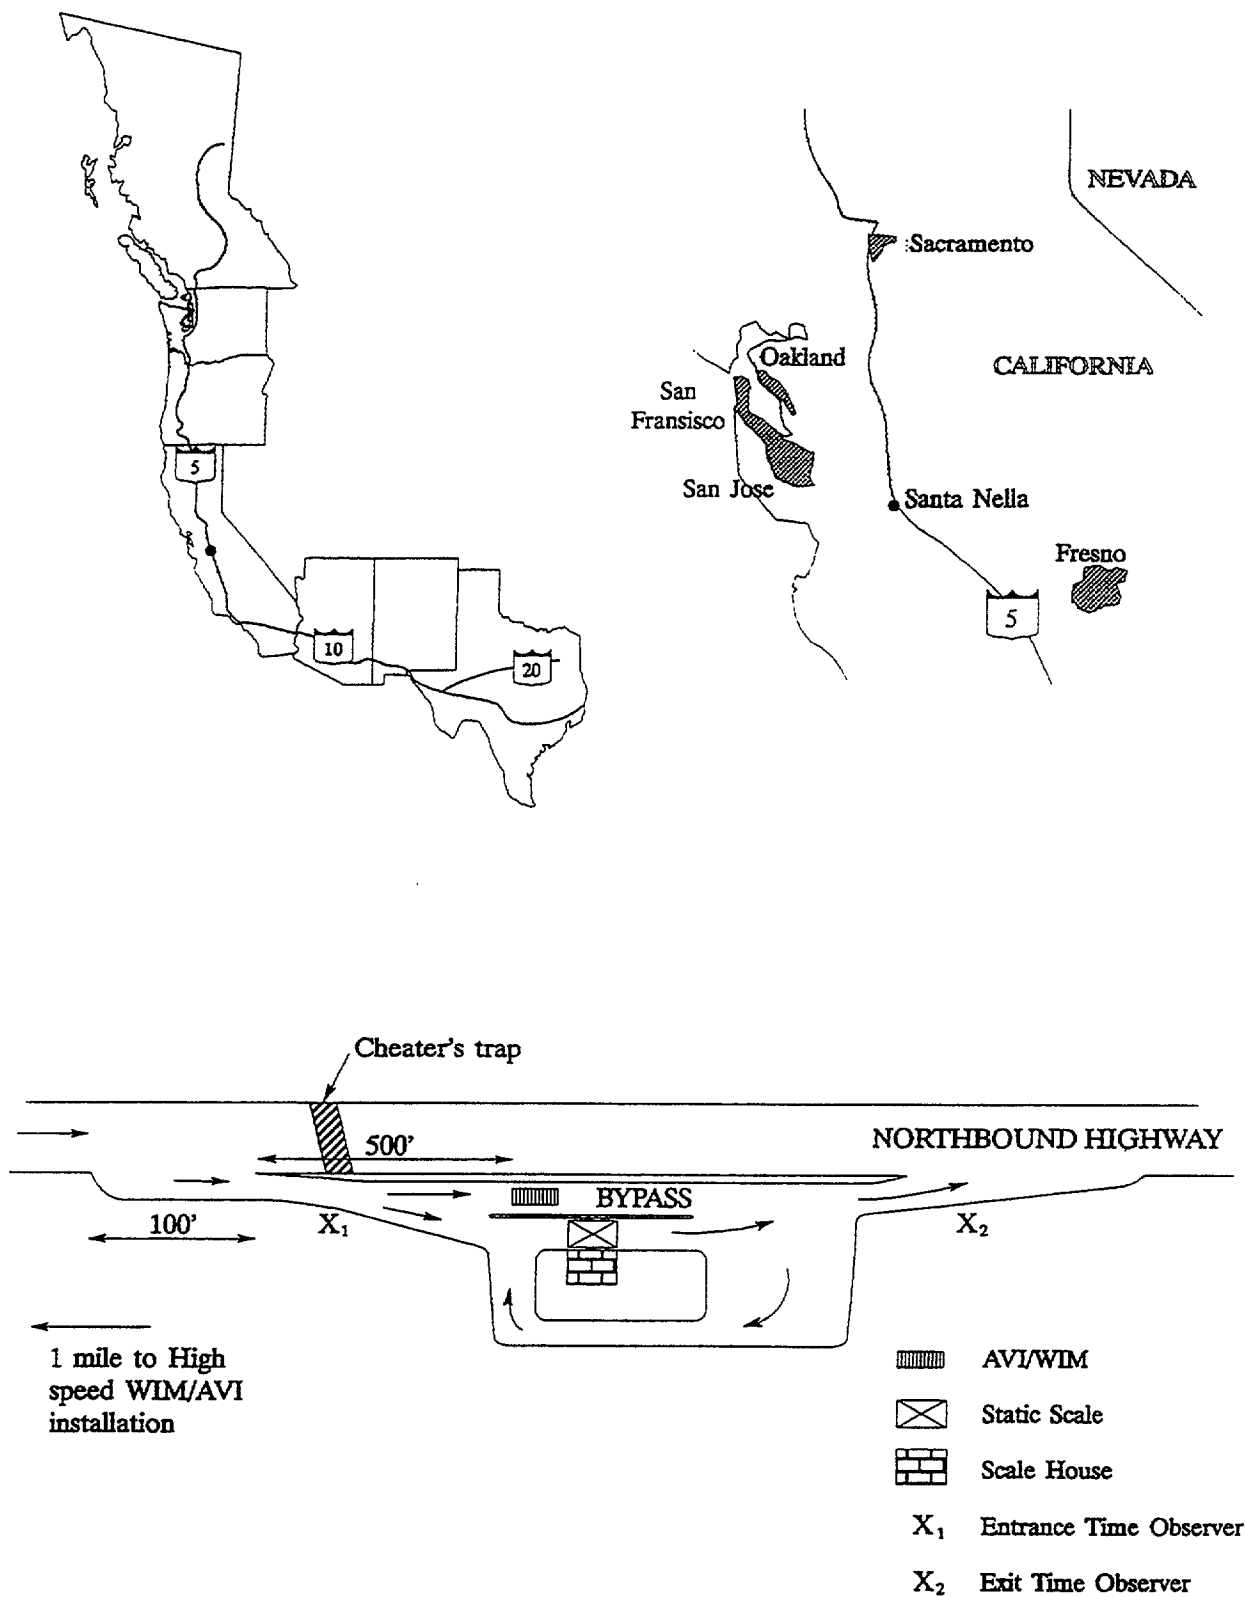 NEVADA
Sacramento
Oakland
CALIFORNIA
San
Fransisco
5
San Jose
Santa Nella
Fresno
5
10
20
Cheater's trap
500'
NORTHBOUND HIGHWAY
BYPASS
100'
X₁
X₂
1 mile to High
speed WIM/AVI
installation
AVI/WIM
Static Scale
Scale House
X₁ Entrance Time Observer
X₂ Exit Time Observer